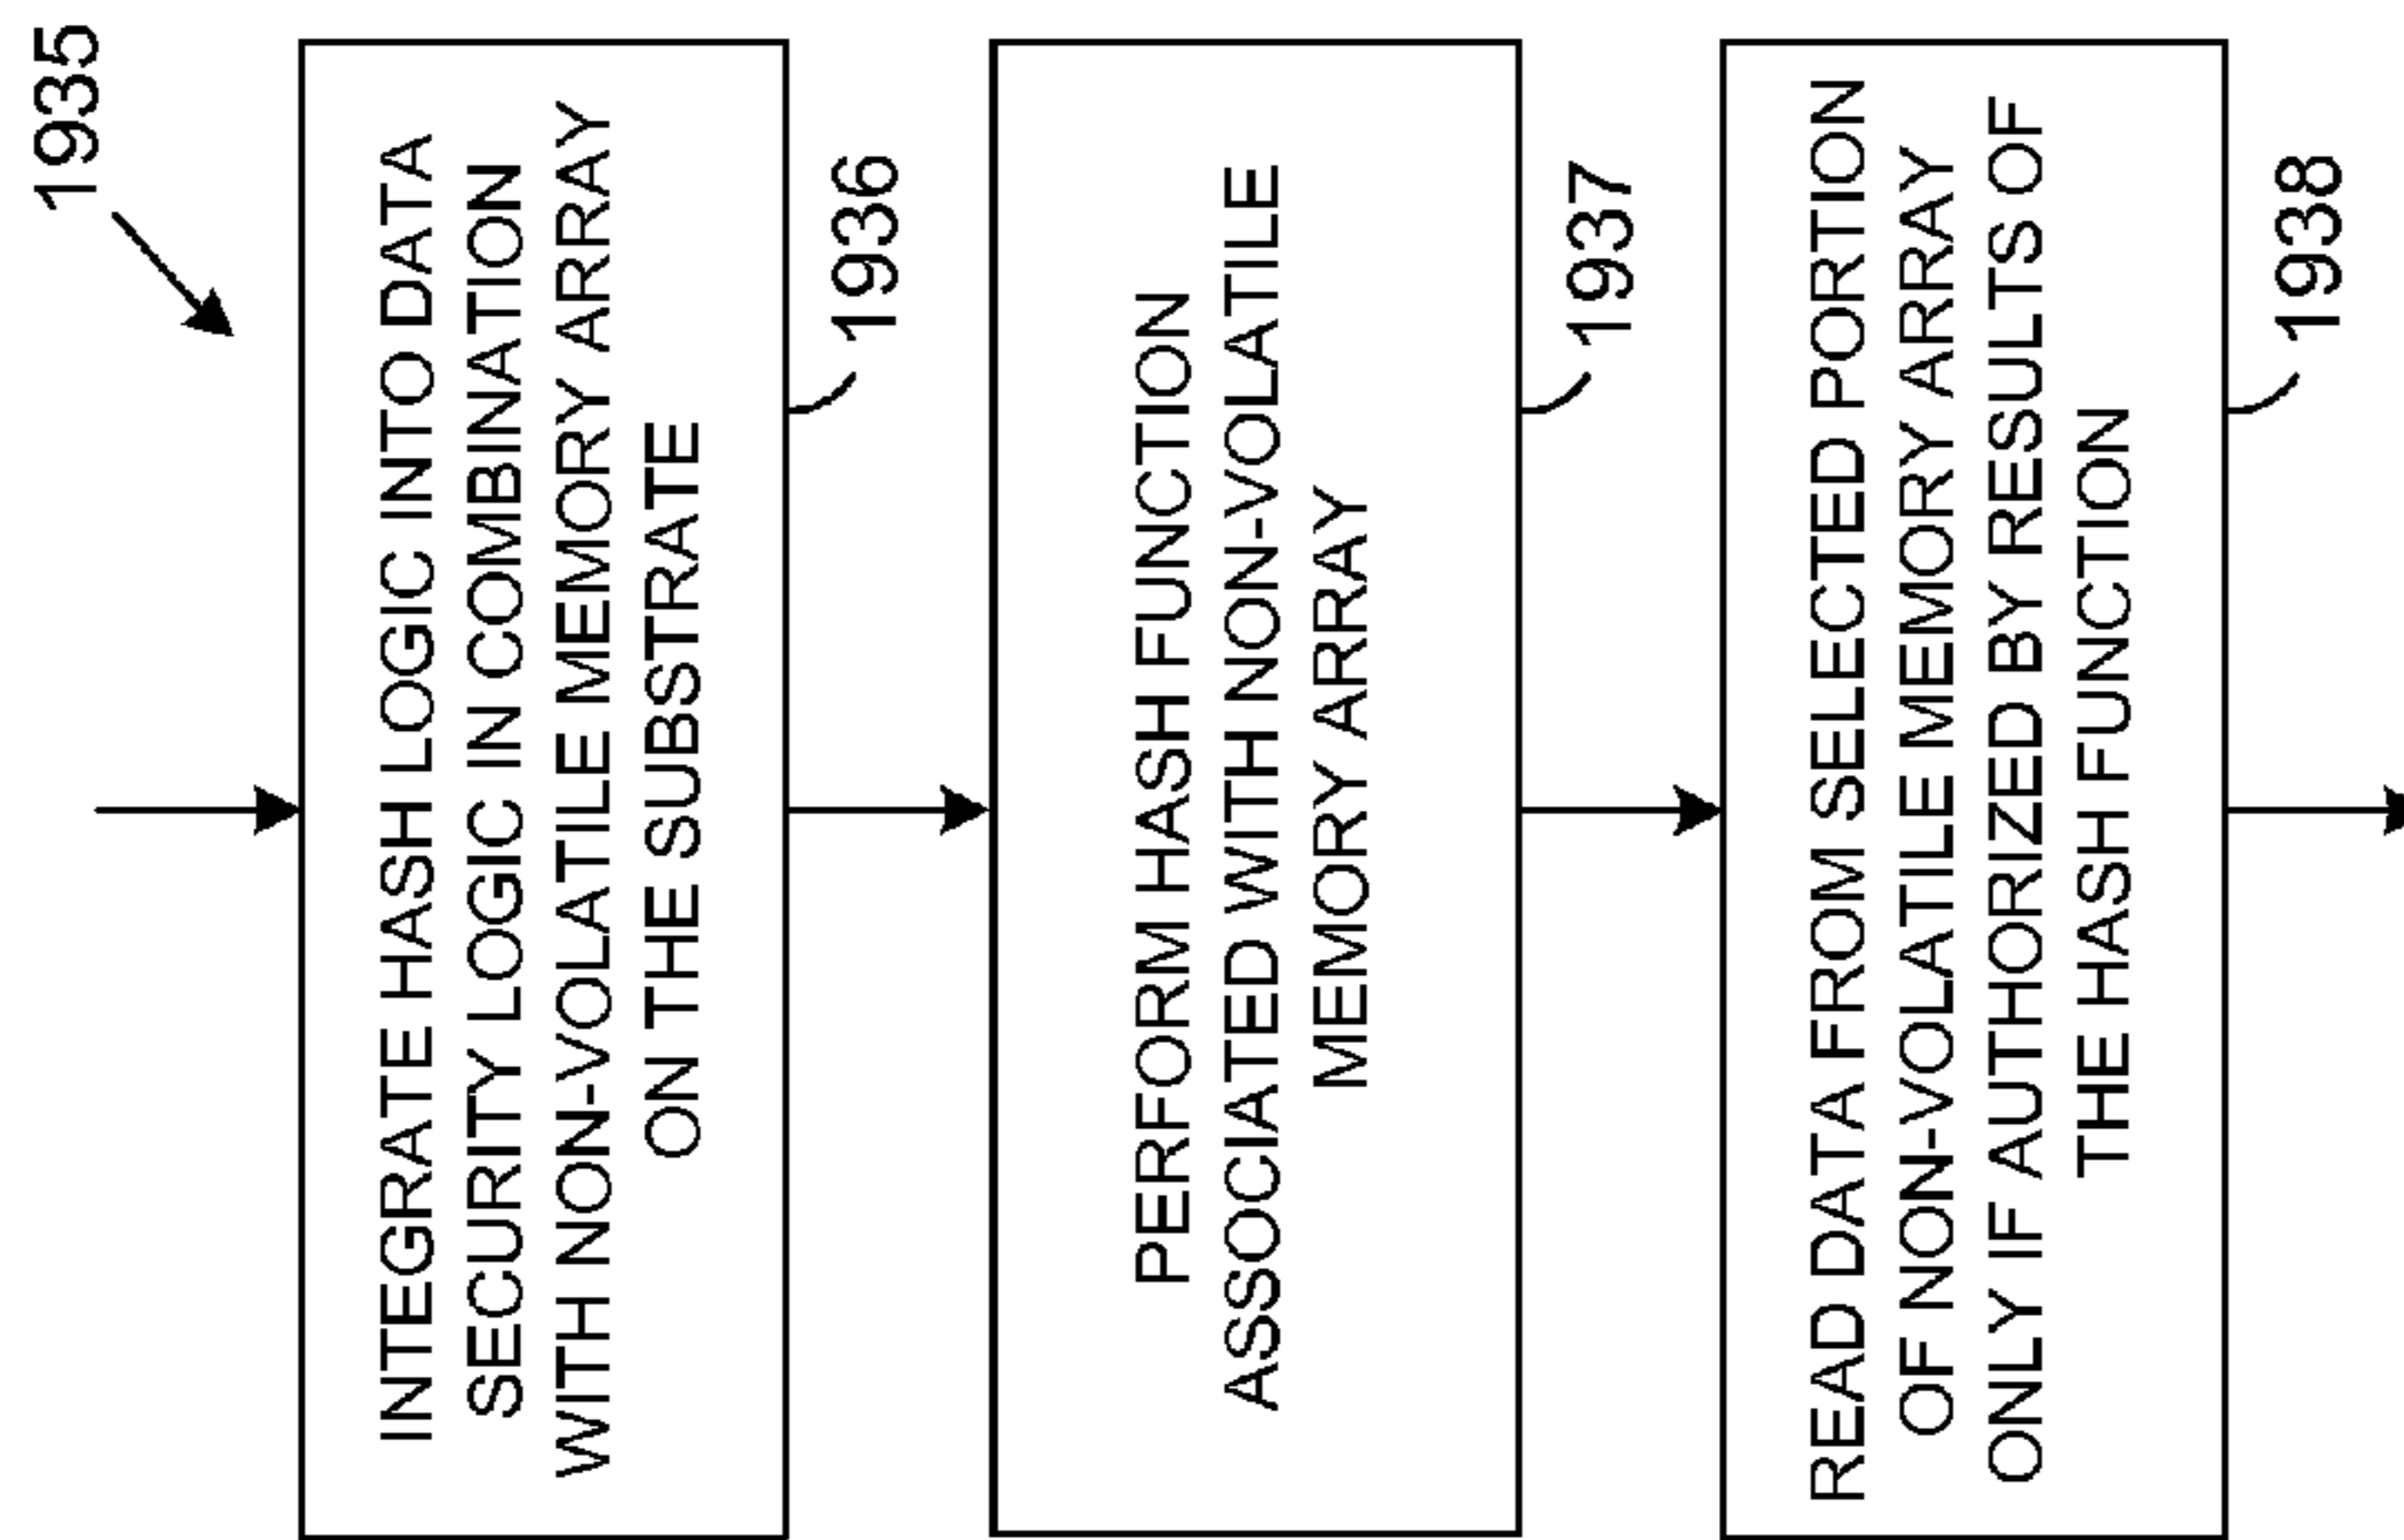 1935
INTEGRATE HASH LOGIC INTO DATA
SECURITY LOGIC IN COMBINATION
WITH NON-VOLATILE MEMORY ARRAY
ON THE SUBSTRATE
1936
PERFORM HASH FUNCTION
ASSOCIATED WITH NON-VOLATILE
MEMORY ARRAY
1937
READ DATA FROM SELECTED PORTION
OF NON-VOLATILE MEMORY ARRAY
ONLY IF AUTHORIZED BY RESULTS OF
THE HASH FUNCTION
1938